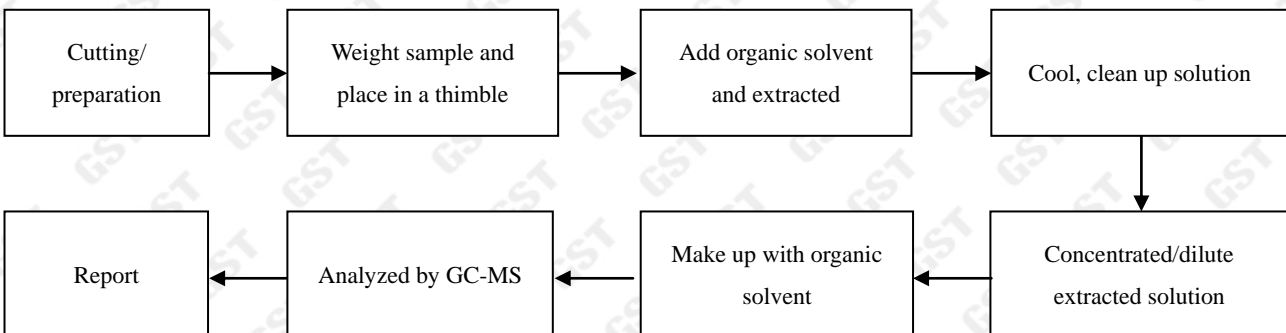 Cutting/
preparation
Weight sample and
place in a thimble
Add organic solvent
and extracted
Cool, clean up solution
Concentrated/dilute
extracted solution
Make up with organic
solvent
Analyzed by GC-MS
Report
GST